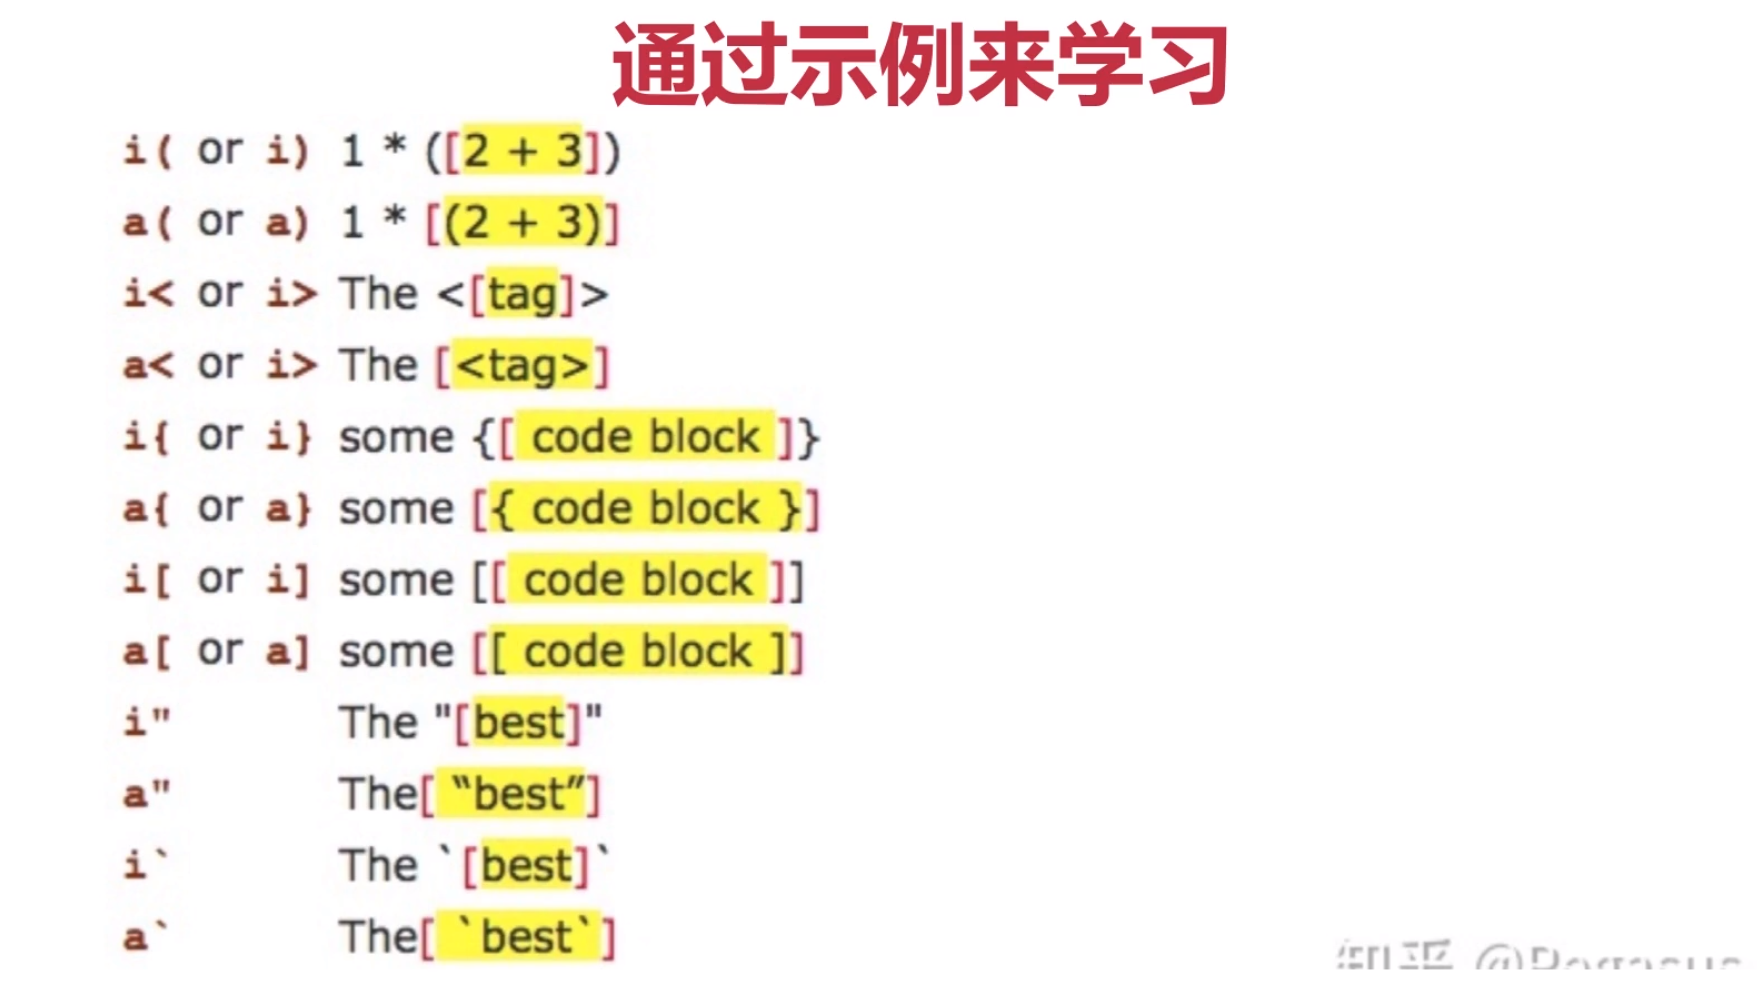 通过示例来学习
i( or i) 1 * ([2 + 3])
a( or a) 1 * [(2 + 3)]
i< or i> The <[tag]>
a< or i> The [<tag>]
i{ or i} some {[ code block ]}
a{ or a} some [{ code block }]
i[ or i] some [[ code block ]]
a[ or a] some [[ code block ]]
i" The "[best]"
a" The[ “best”]
i` The `[best]`
a` The[ `best`]
知乎 @Pegasus